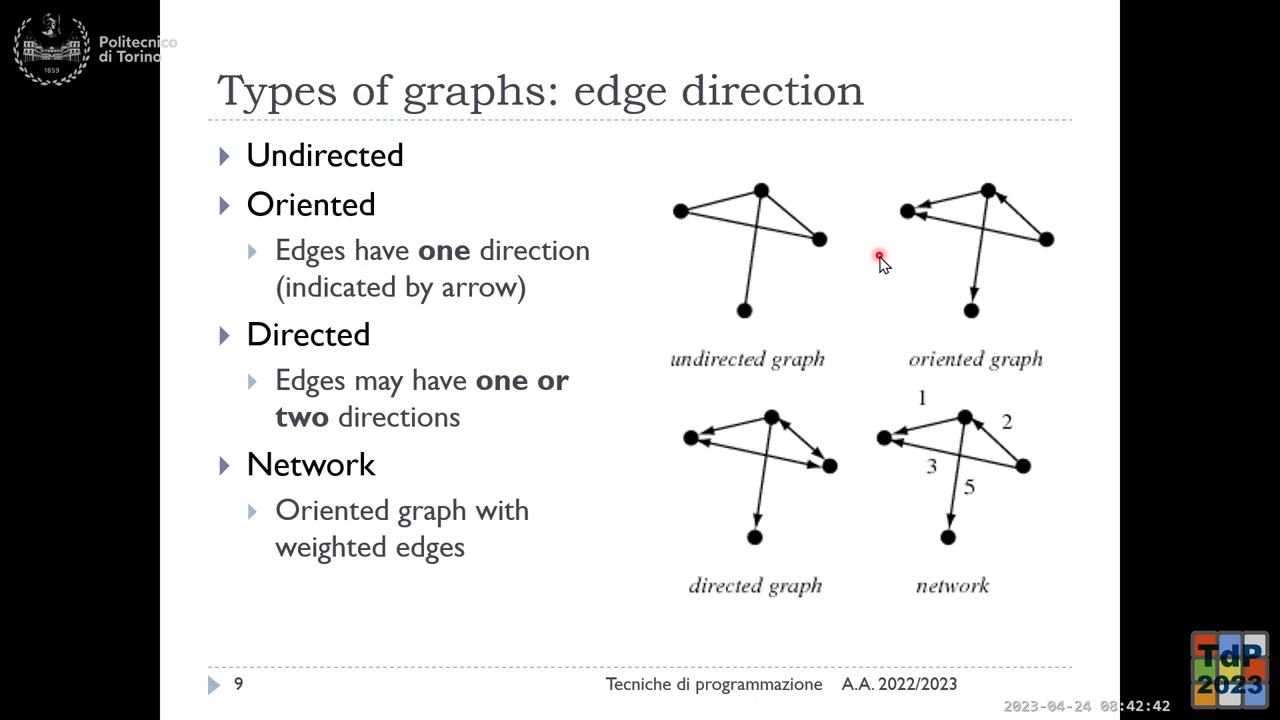 Politecnico
di Torino
1859
Types of graphs: edge direction
Undirected
Oriented
Edges have one direction
(indicated by arrow)
Directed
Edges may have one or
two directions
Network
Oriented graph with
weighted edges
undirected graph
oriented graph
1
2
3
5
directed graph
network
9
Tecniche di programmazione A.A. 2022/2023
TdP
2023
2023-04-24 08:42:42